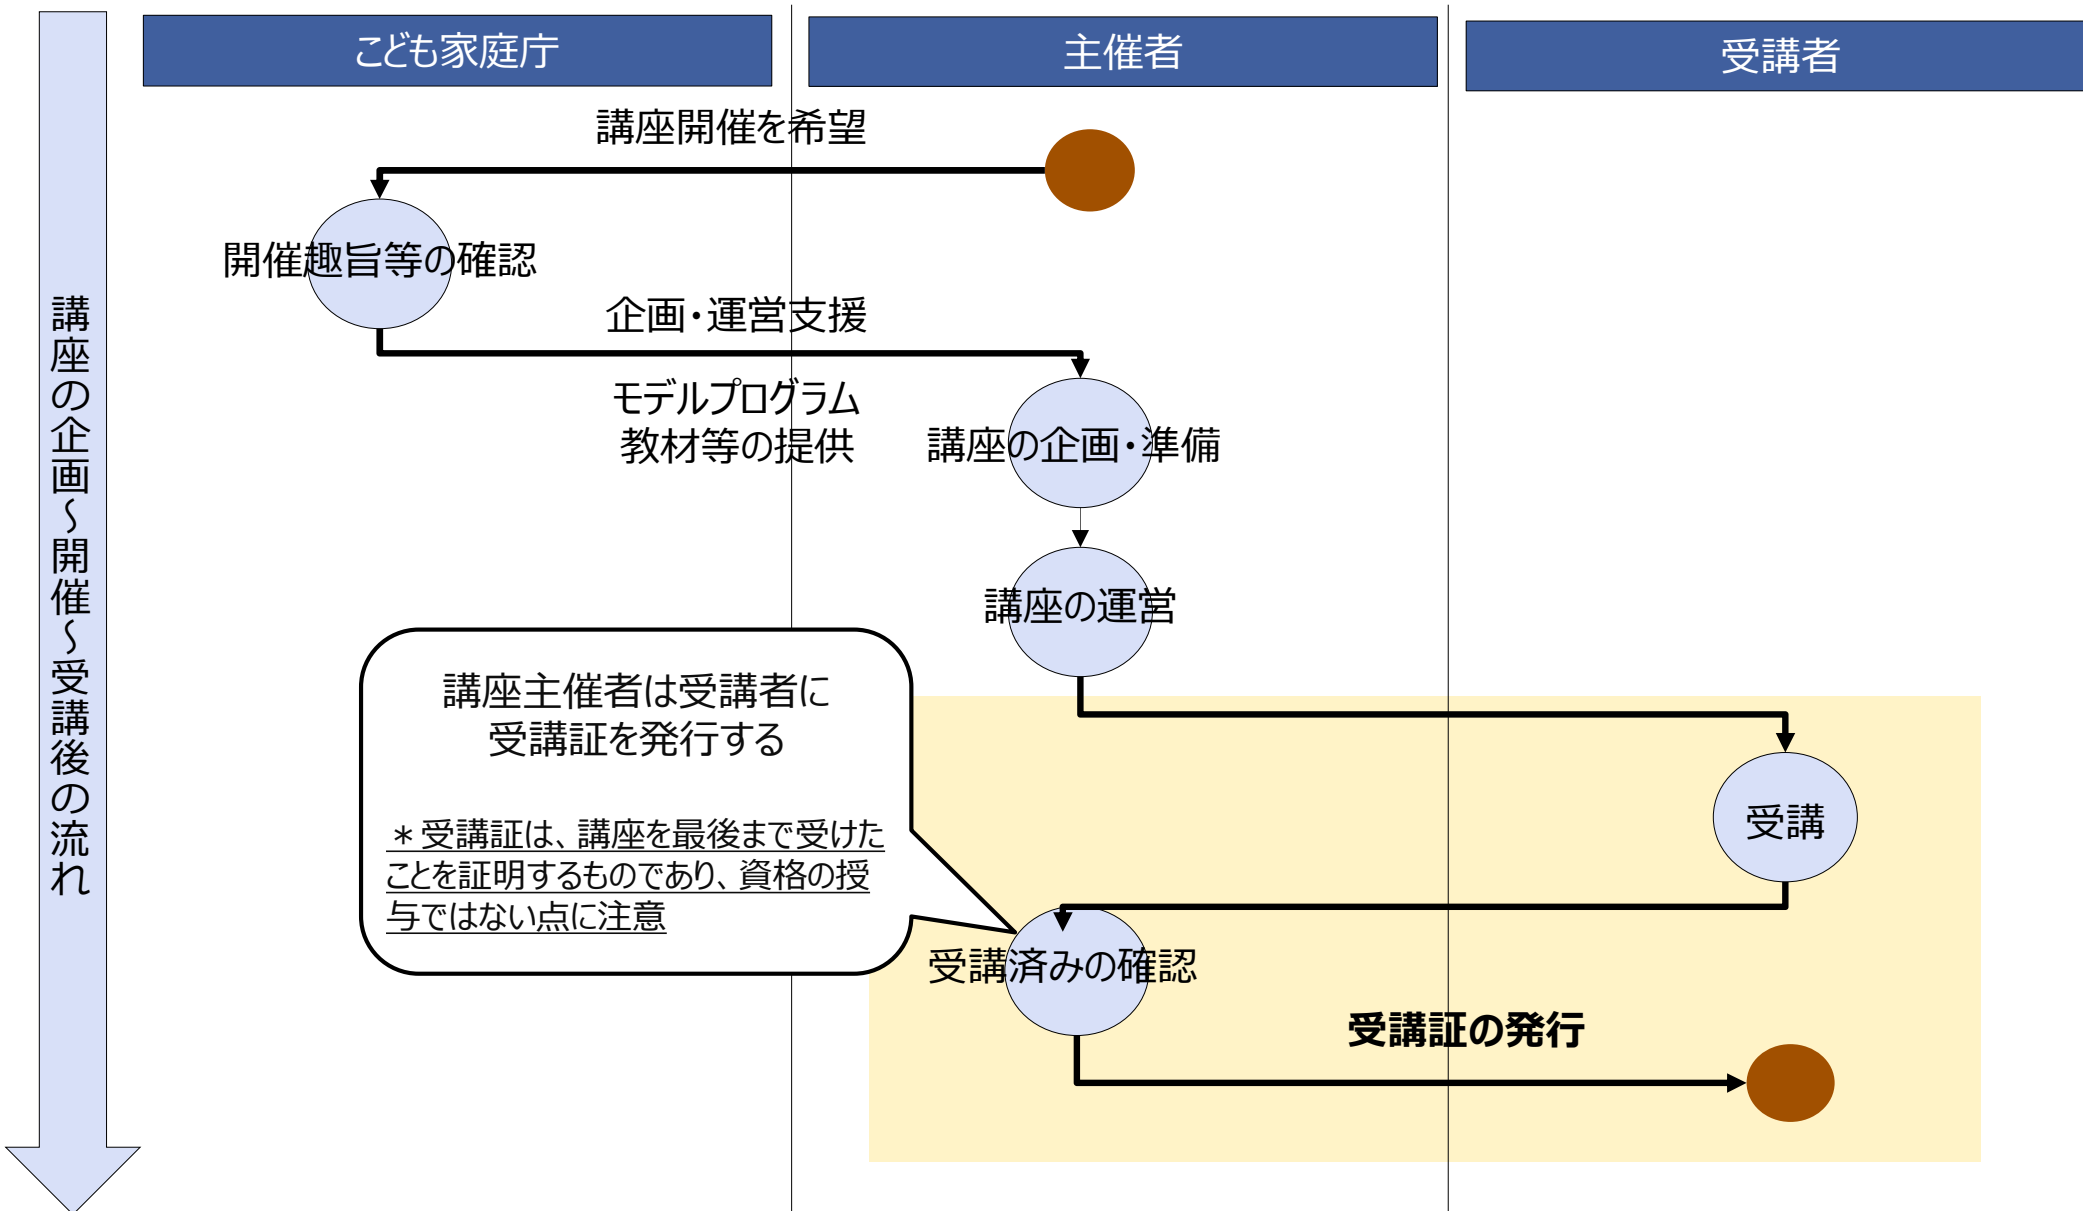 こども家庭庁
主催者
受講者
講座の企画～開催～受講後の流れ
講座開催を希望
開催趣旨等の確認
企画・運営支援
モデルプログラム
教材等の提供
講座の企画・準備
講座の運営
講座主催者は受講者に
受講証を発行する
＊受講証は、講座を最後まで受けた
ことを証明するものであり、資格の授
与ではない点に注意
受講
受講済みの確認
受講証の発行